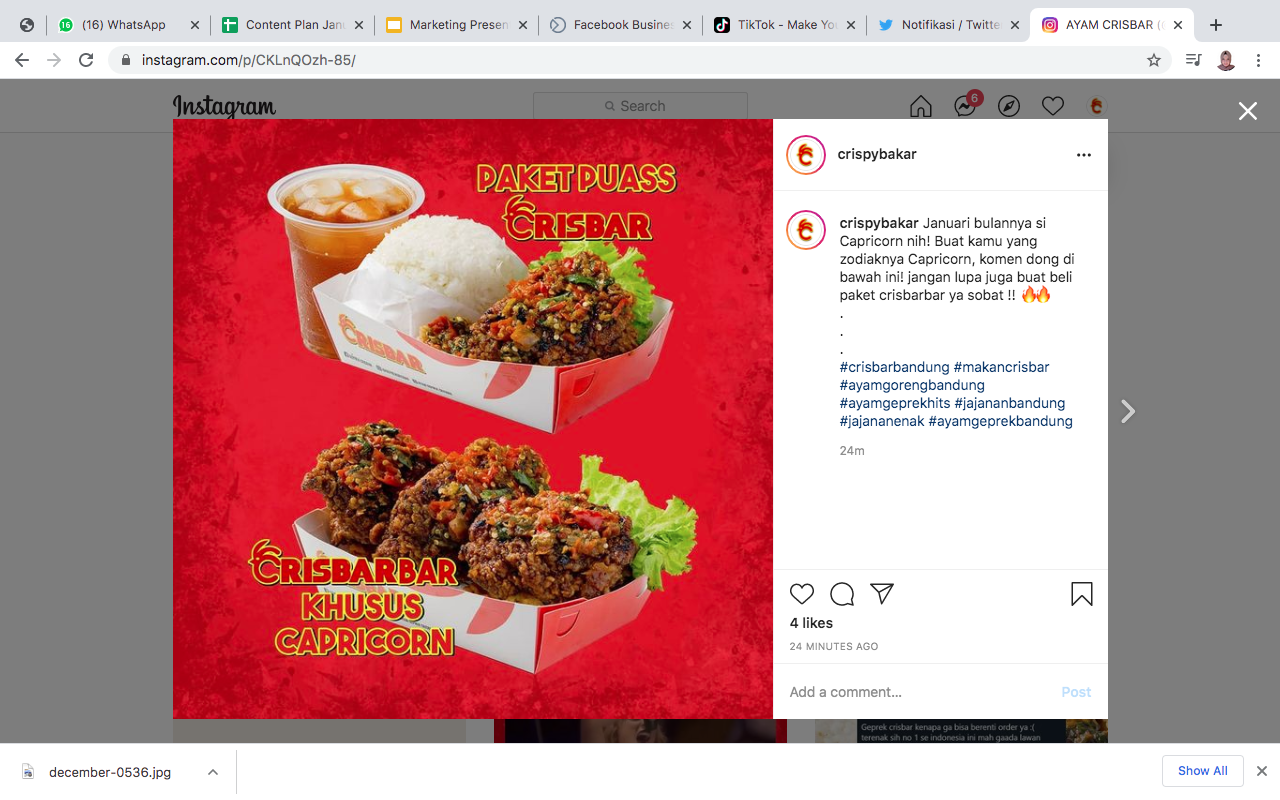 (16) WhatsApp
Content Plan Janu
Marketing Presen
Facebook Busines
TikTok - Make You
Notifikasi / Twitte
AYAM CRISBAR (
instagram.com/p/CKLnQOzh-85/
Instagram
Search
6
PAKET PUASS
CRISBAR
CRISBAR
CRISBARBAR
KHUSUS
CAPRICORN
crispybakar
crispybakar Januari bulannya si
Capricorn nih! Buat kamu yang
zodiaknya Capricorn, komen dong di
bawah ini! jangan lupa juga buat beli
paket crisbarbar ya sobat !! 🔥🔥
.
.
.
#crisbarbandung #makancrisbar
#ayamgorengbandung
#ayamgeprekhits #jajananbandung
#jajananenak #ayamgeprekbandung
24m
4 likes
24 MINUTES AGO
Add a comment...
Post
Geprek crisbar kenapa ga bisa berenti order ya :(
terenak sih no 1 se indonesia ini mah gaada lawan
december-0536.jpg
Show All